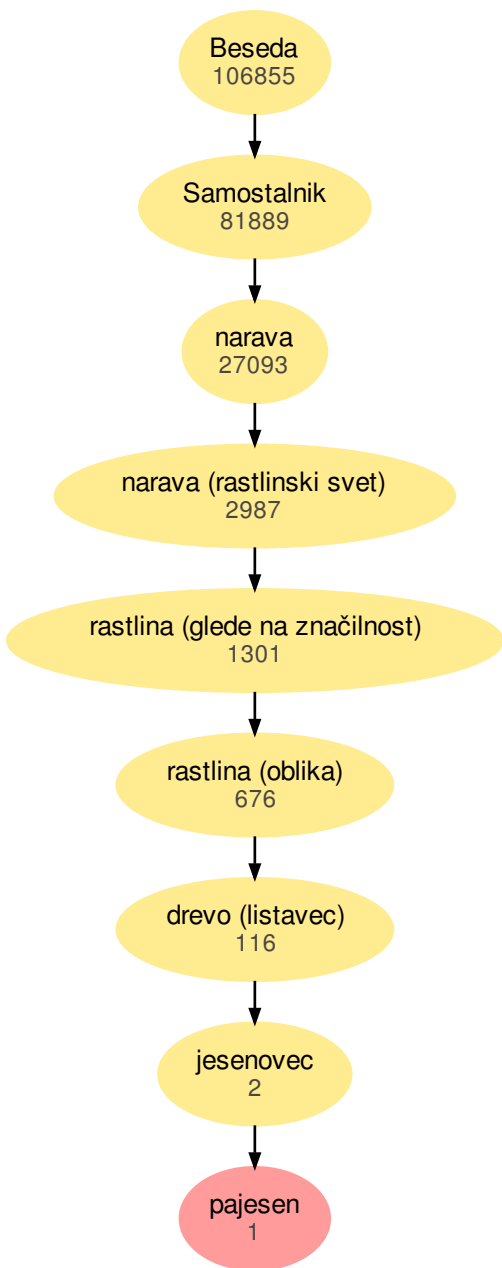 Beseda
106855
Samostalnik
81889
narava
27093
narava (rastlinski svet)
2987
rastlina (glede na značilnost)
1301
rastlina (oblika)
676
drevo (listavec)
116
jesenovec
2
pajesen
1